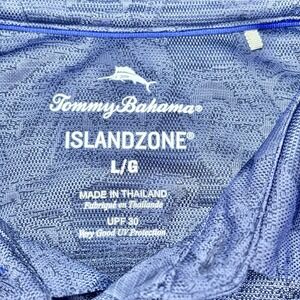 Tommy Bahama®
ISLANDZONE®
L/G
MADE IN THAILAND
Fabriqué en Thaïlande
UPF 30
Very Good UV Protection